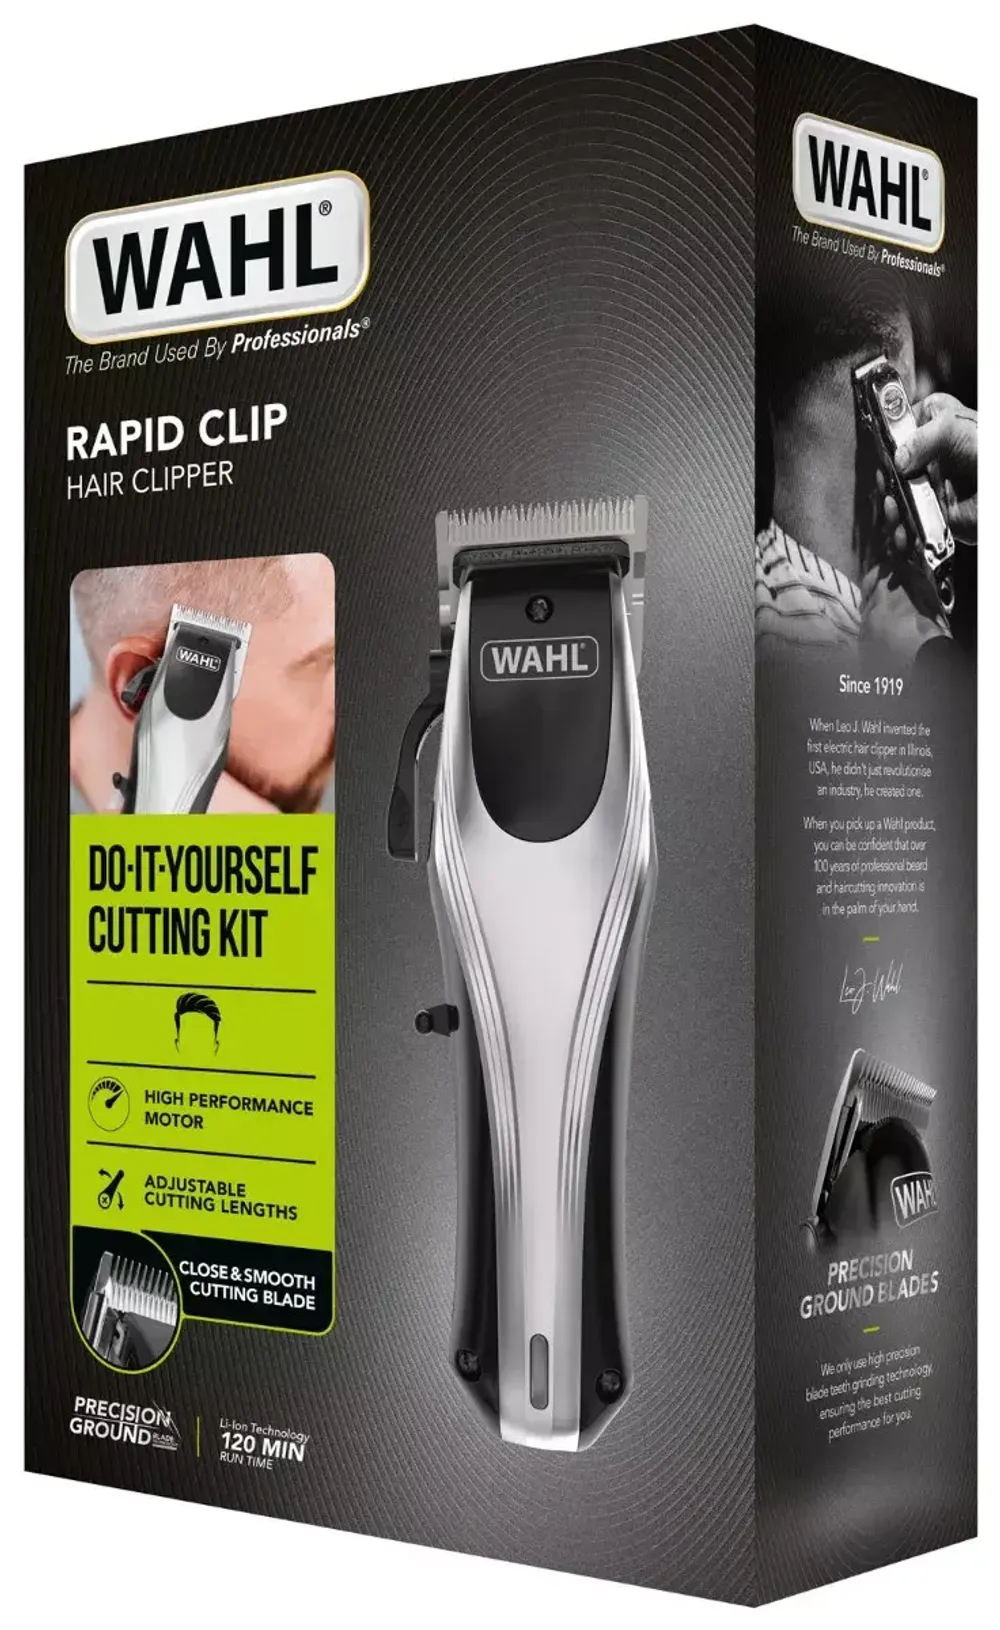 WAHL®
The Brand Used By Professionals®
RAPID CLIP
HAIR CLIPPER
WAHL
DO-IT-YOURSELF
CUTTING KIT
HIGH PERFORMANCE
MOTOR
ADJUSTABLE
CUTTING LENGTHS
CLOSE & SMOOTH
CUTTING BLADE
PRECISION
GROUND
BLADE
Li-Ion Technology
120 MIN
RUN TIME
WAHL
WAHL®
The Brand Used By Professionals®
Since 1919
When Leo J. Wahl invented the
first electric hair clipper in Illinois,
USA, he didn't just revolutionise
an industry, he created one.
When you pick up a Wahl product,
you can be confident that over
100 years of professional beard
and haircutting innovation is
in the palm of your hand.
Leo J. Wahl
WAHL
PRECISION
GROUND BLADES
We only use high precision
blade teeth grinding technology,
ensuring the best cutting
performance for you.